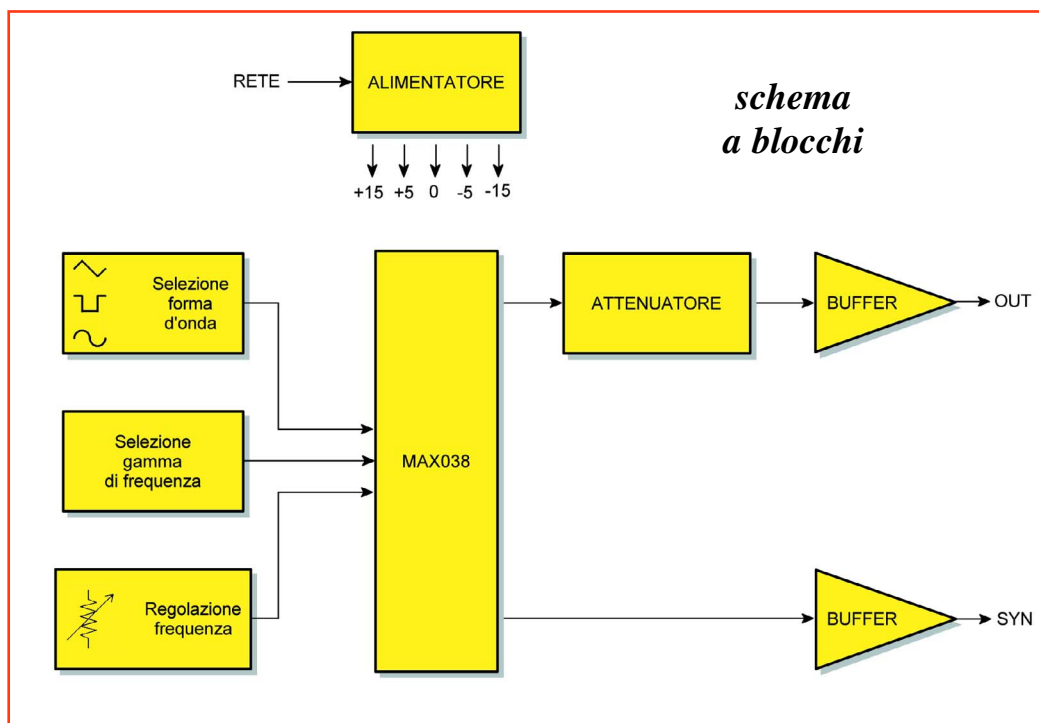 RETE
ALIMENTATORE
schema
a blocchi
+15 +5 0 -5 -15
Selezione
forma
d'onda
ATTENUATORE
BUFFER
OUT
Selezione
gamma
di frequenza
MAX038
Regolazione
frequenza
BUFFER
SYN